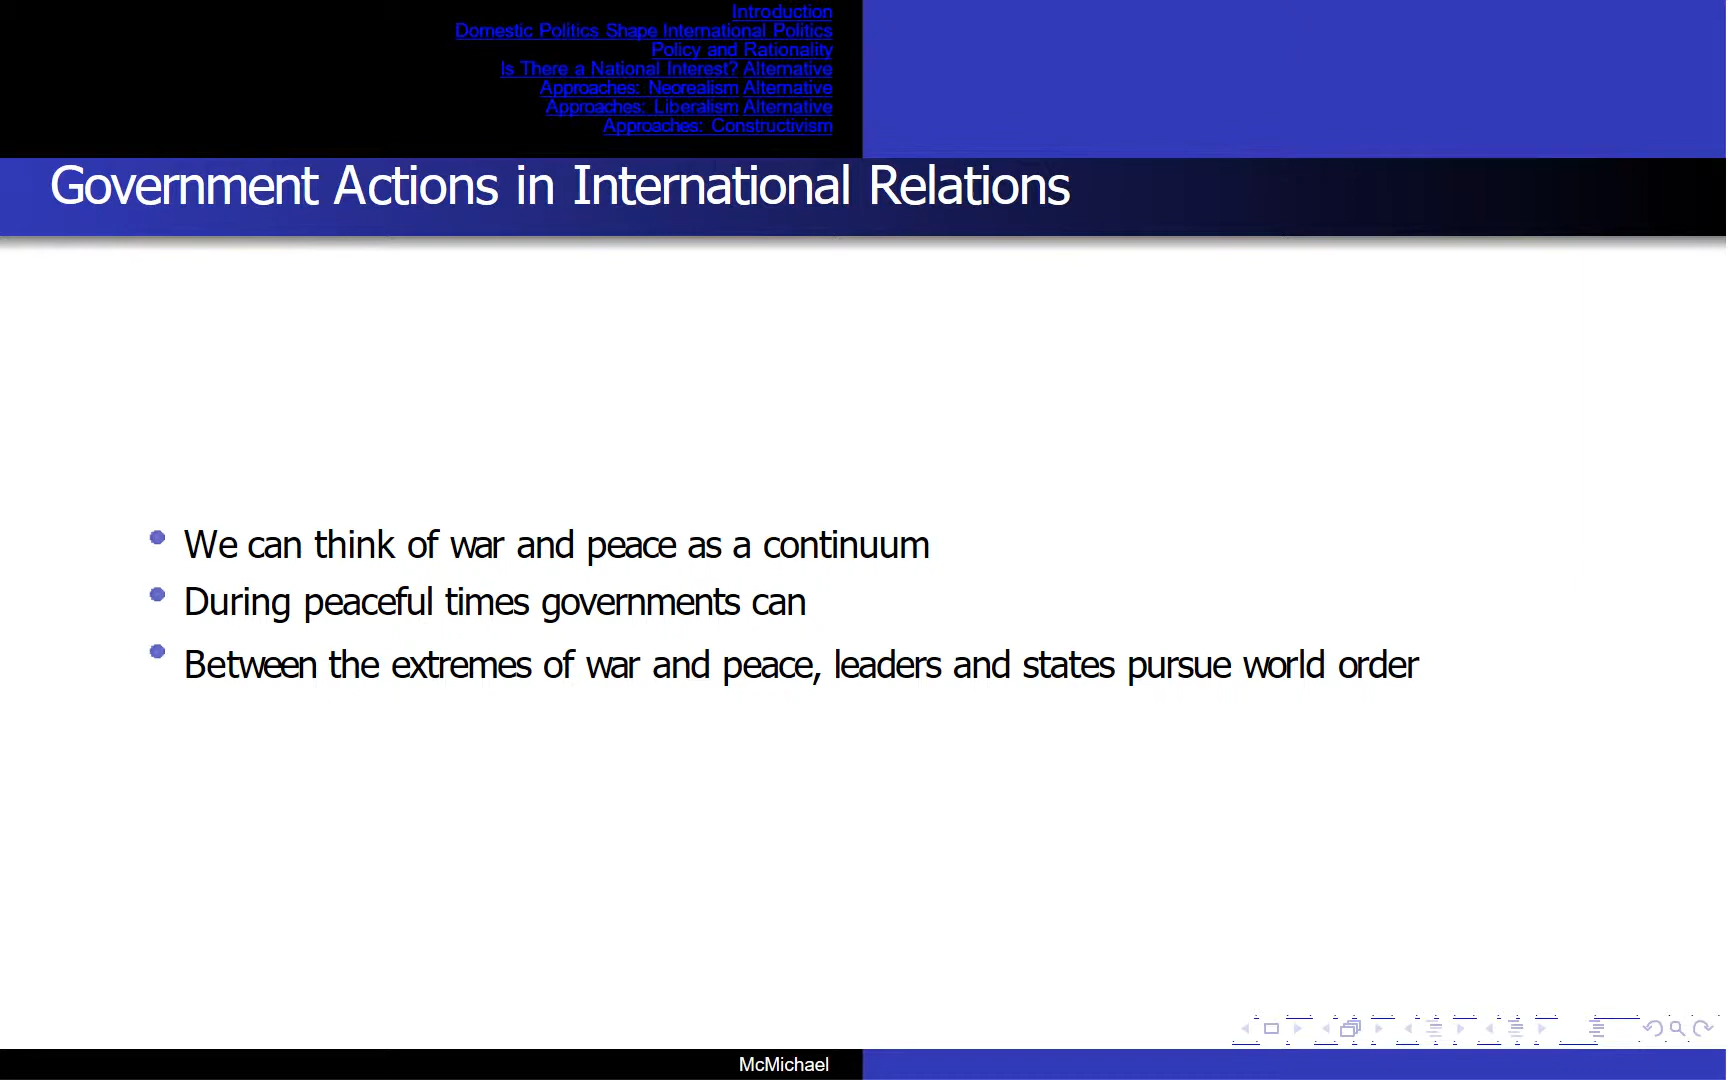 Introduction
Domestic Politics Shape International Politics
Policy and Rationality
Is There a National Interest? Alternative
Approaches: Neorealism Alternative
Approaches: Liberalism Alternative
Approaches: Constructivism
Government Actions in International Relations
We can think of war and peace as a continuum
During peaceful times governments can
Between the extremes of war and peace, leaders and states pursue world order
McMichael